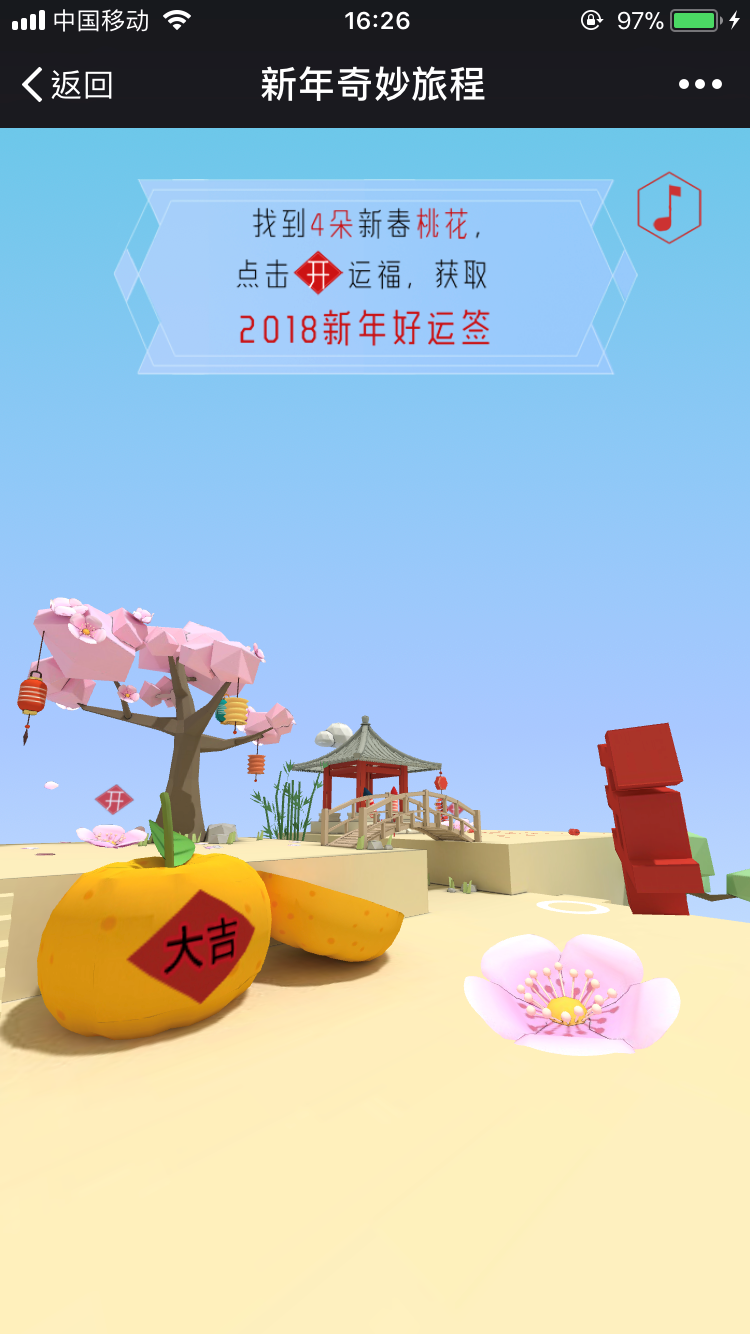 中国移动
16:26
97%
返回
新年奇妙旅程
找到4朵新春桃花,
点击开运福, 获取
2018新年好运签
开
大吉